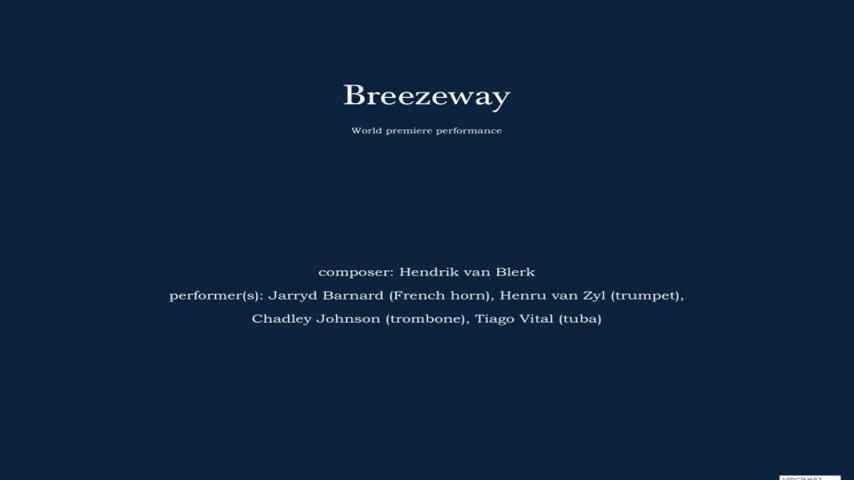 Breezeway
World premiere performance
composer: Hendrik van Blerk
performer(s): Jarryd Barnard (French horn), Henru van Zyl (trumpet),
Chadley Johnson (trombone), Tiago Vital (tuba)